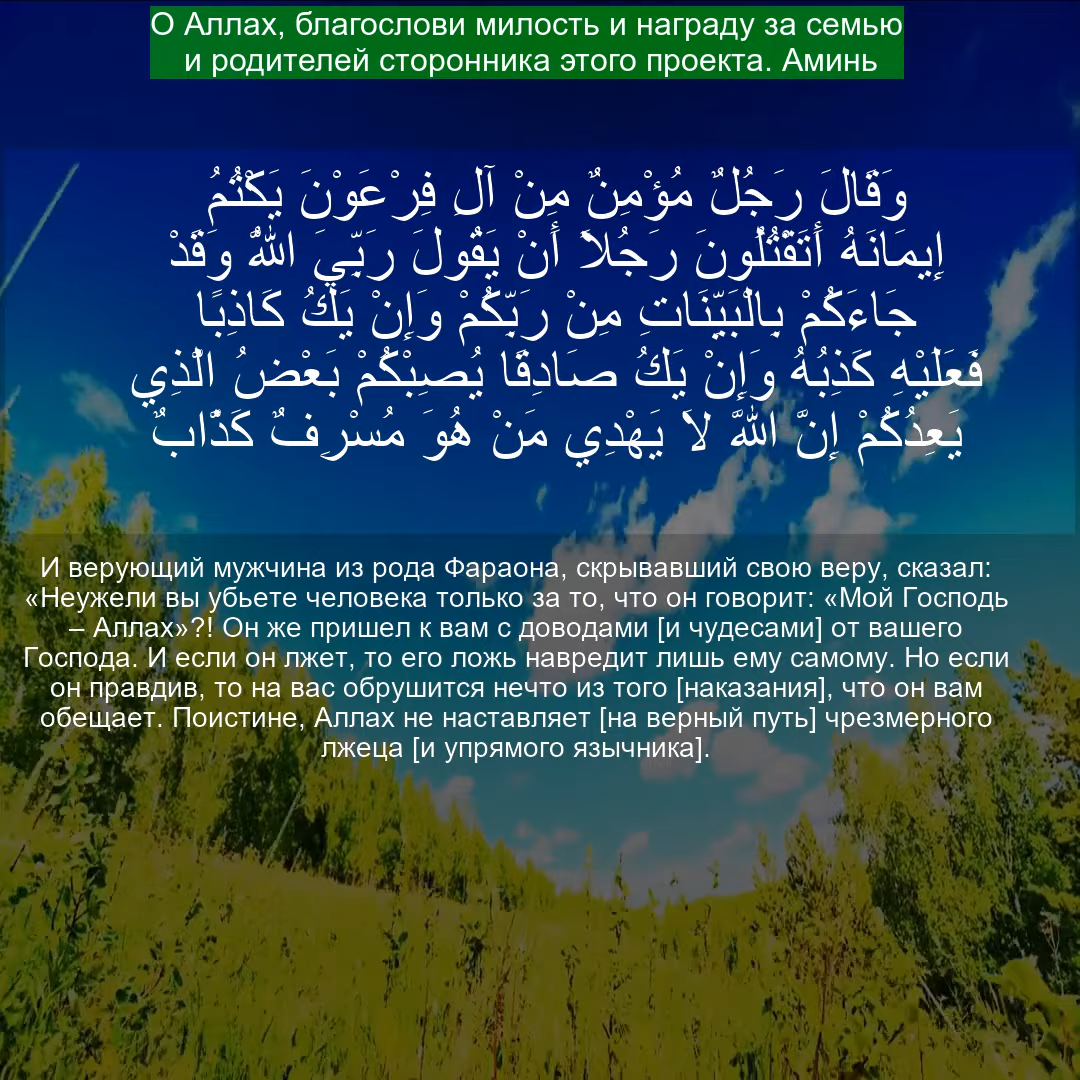 О Аллах, благослови милость и награду за семью
и родителей сторонника этого проекта. Аминь
وَقَالَ رَجُلٌ مُؤْمِنٌ مِنْ آلِ فِرْعَوْنَ يَكْتُمُ
إِيمَانَهُ أَتَقْتُلُونَ رَجُلاً أَنْ يَقُولَ رَبِّيَ اللَّهُ وَقَدْ
جَاءَكُمْ بِالْبَيِّنَاتِ مِنْ رَبِّكُمْ وَإِنْ يَكُ كَاذِبًا
فَعَلَيْهِ كَذِبُهُ وَإِنْ يَكُ صَادِقًا يُصِبْكُمْ بَعْضُ الَّذِي
يَعِدُكُمْ إِنَّ اللَّهَ لاَ يَهْدِي مَنْ هُوَ مُسْرِفٌ كَذَّابٌ
И верующий мужчина из рода Фараона, скрывавший свою веру, сказал:
«Неужели вы убьете человека только за то, что он говорит: «Мой Господь
– Аллах»?! Он же пришел к вам с доводами [и чудесами] от вашего
Господа. И если он лжет, то его ложь навредит лишь ему самому. Но если
он правдив, то на вас обрушится нечто из того [наказания], что он вам
обещает. Поистине, Аллах не наставляет [на верный путь] чрезмерного
лжеца [и упрямого язычника].